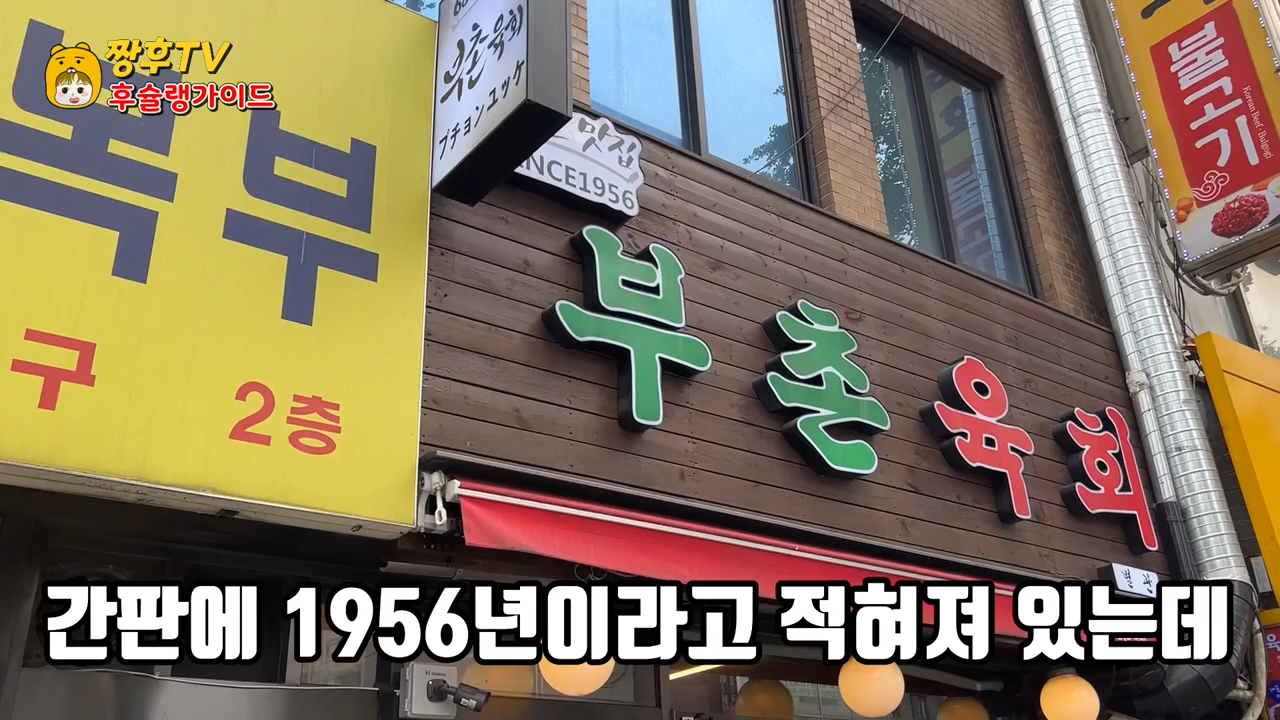 짱후TV
후슐랭가이드
부촌육회
プチョンユッケ
맛집
SINCE1956
부촌육회
복부
구 2층
불고기
Korean Beef-Bulgogi
간판에 1956년이라고 적혀져 있는데